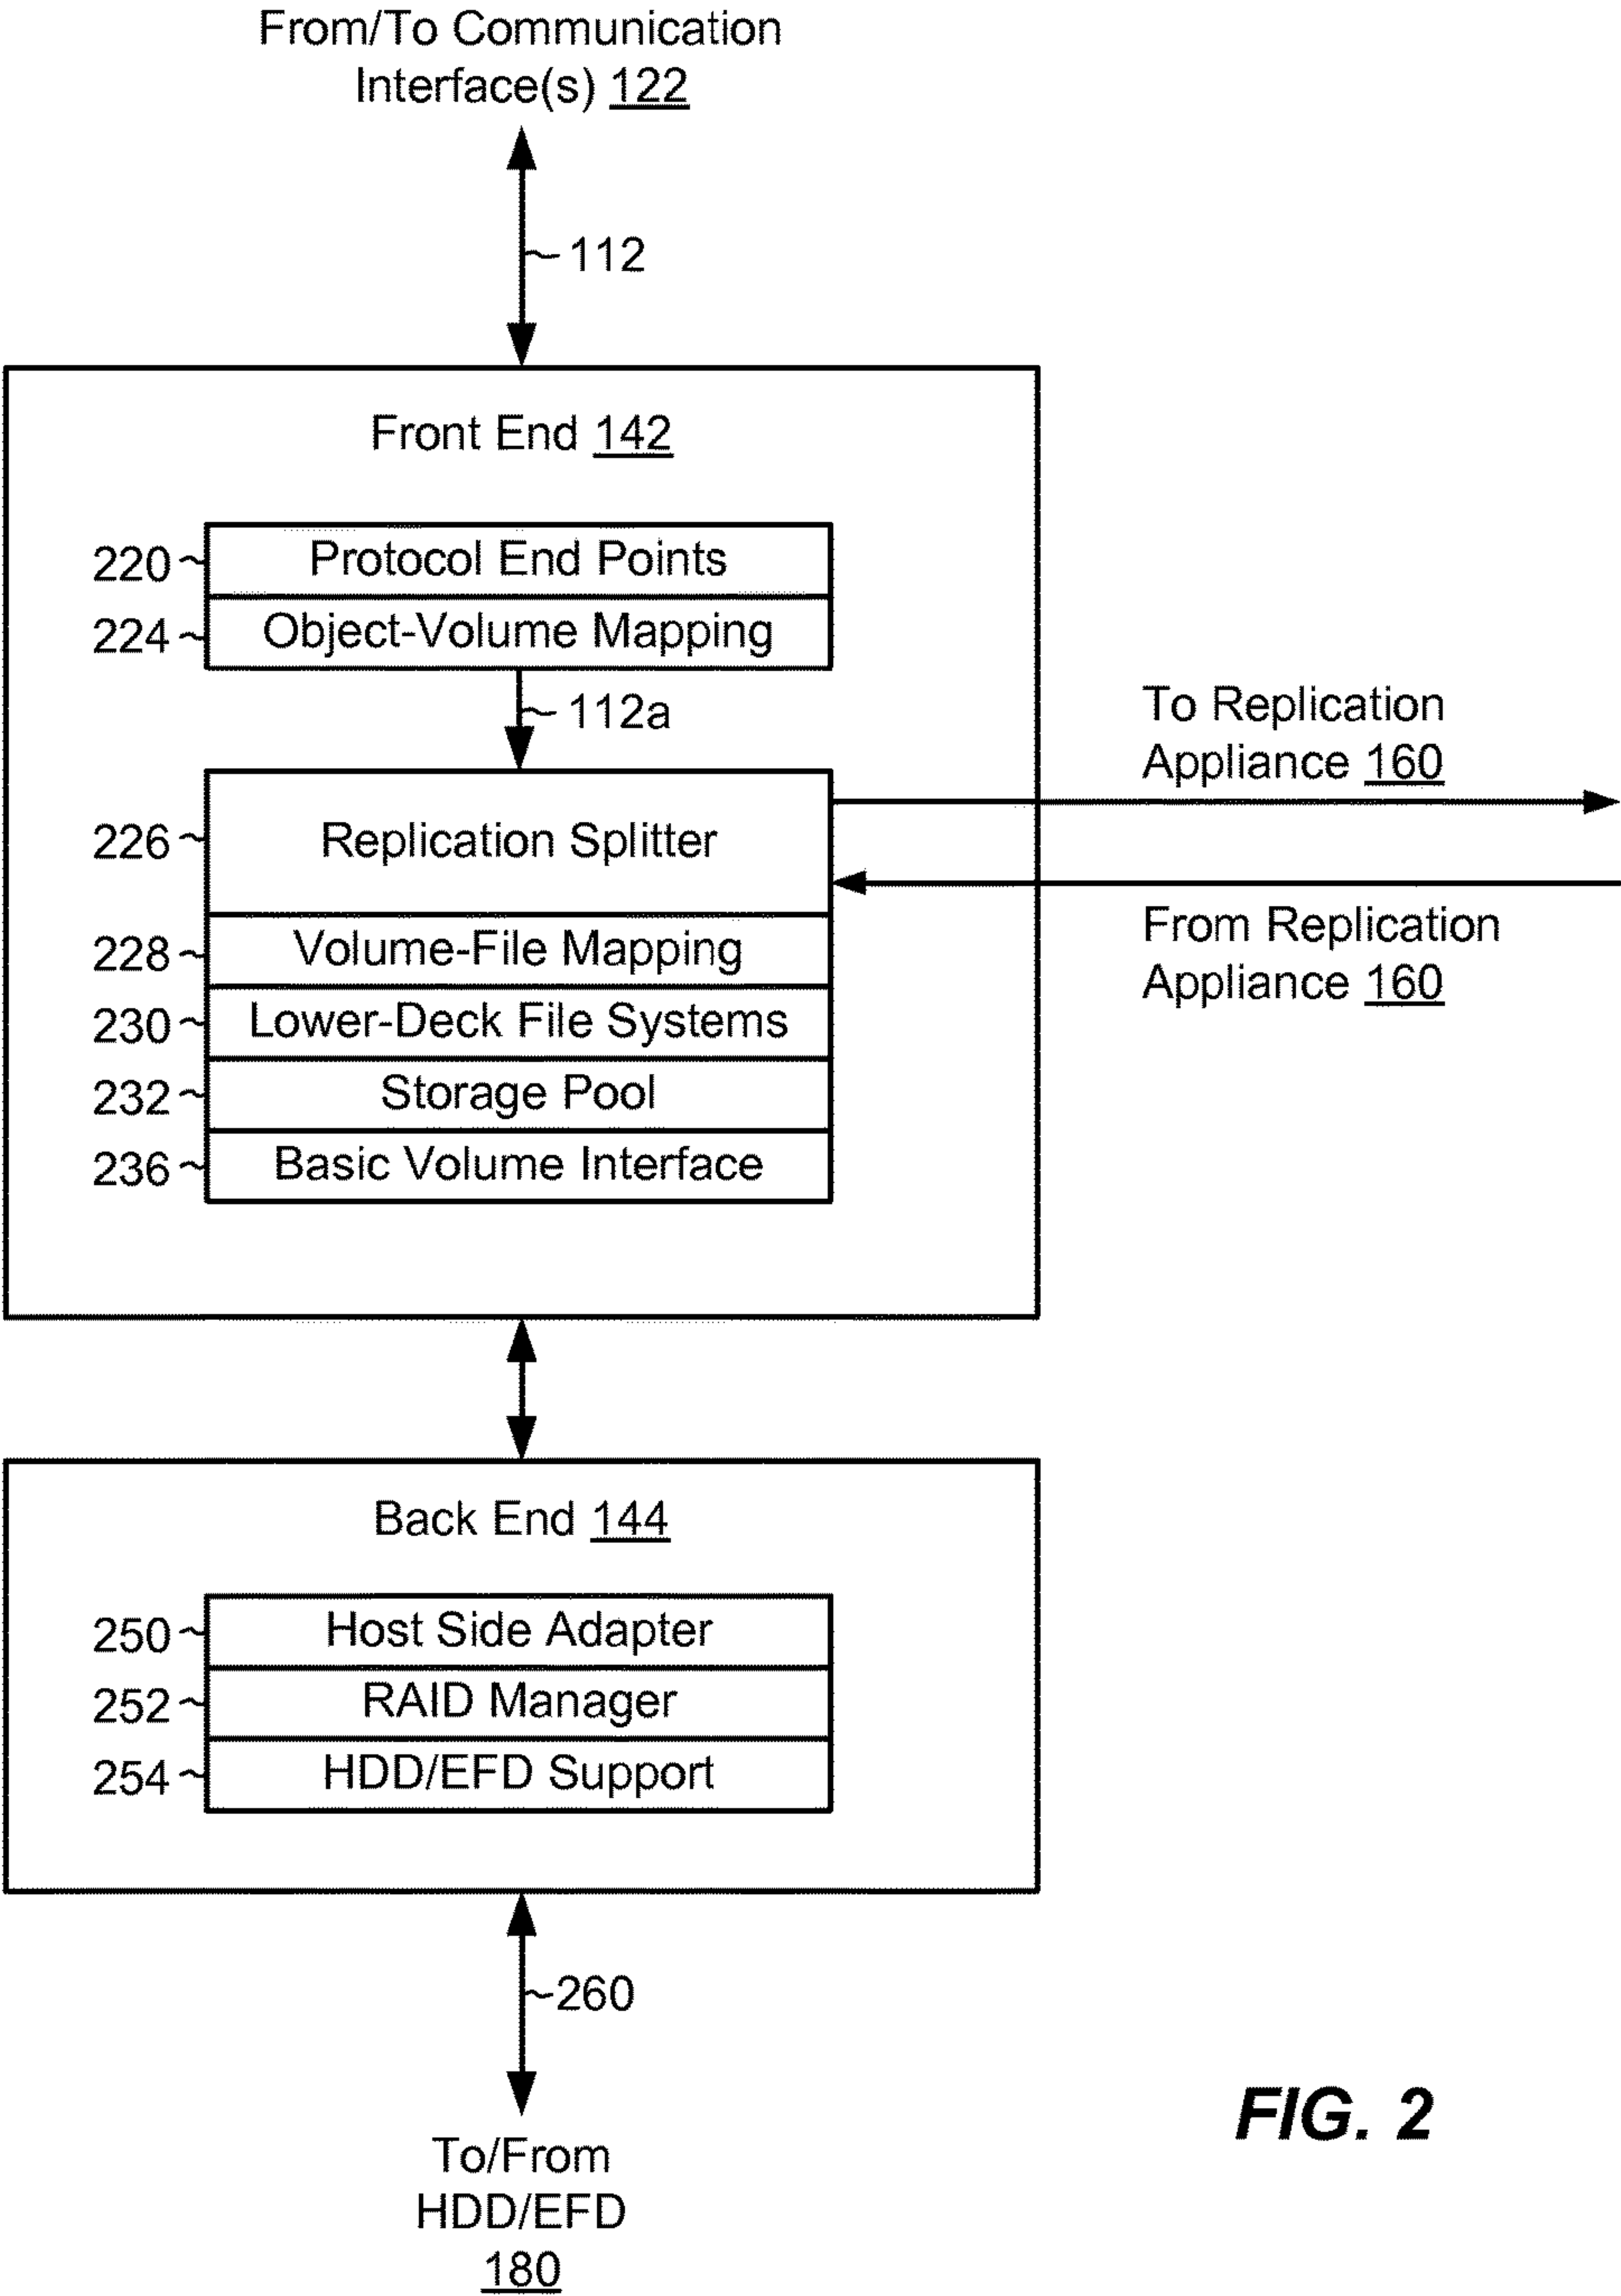 From/To Communication
Interface(s) 122
112
Front End 142
220 Protocol End Points
224 Object-Volume Mapping
112a
To Replication
Appliance 160
226 Replication Splitter
From Replication
Appliance 160
228 Volume-File Mapping
230 Lower-Deck File Systems
232 Storage Pool
236 Basic Volume Interface
Back End 144
250 Host Side Adapter
252 RAID Manager
254 HDD/EFD Support
260
To/From
HDD/EFD
180
FIG. 2